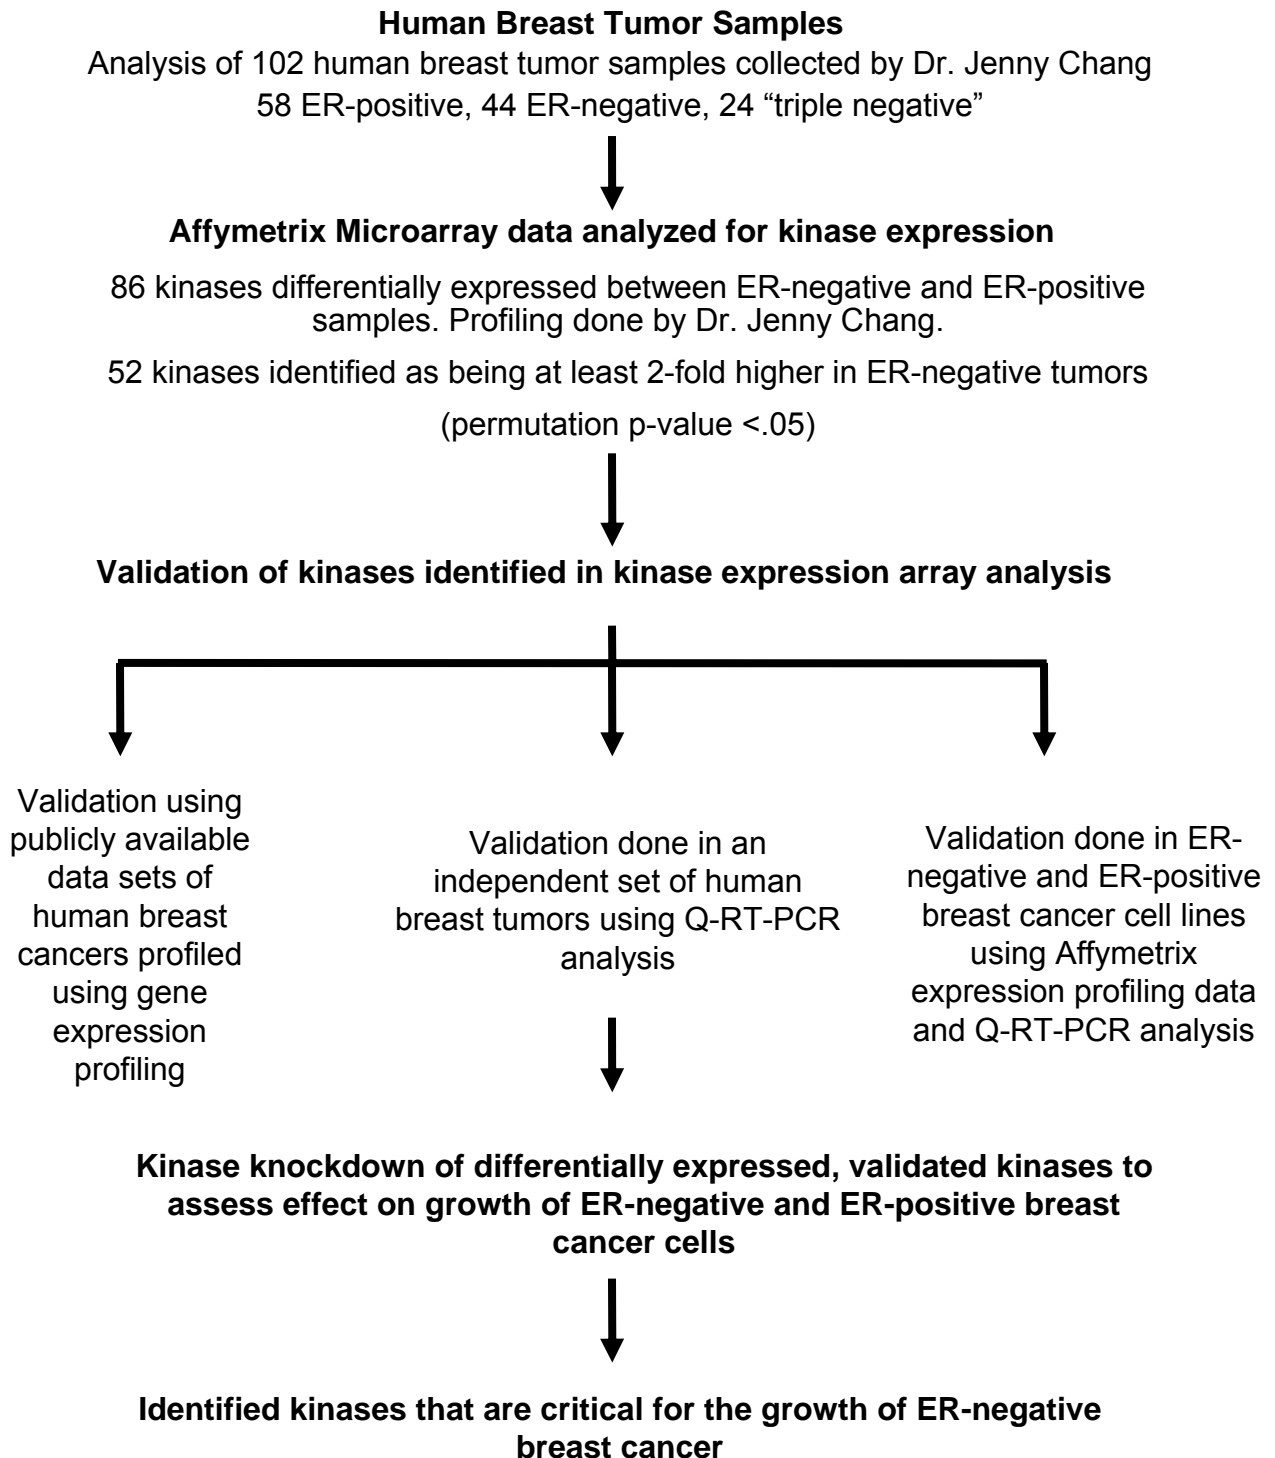 Human Breast Tumor Samples
Analysis of 102 human breast tumor samples collected by Dr. Jenny Chang
58 ER-positive, 44 ER-negative, 24 “triple negative”
Affymetrix Microarray data analyzed for kinase expression
86 kinases differentially expressed between ER-negative and ER-positive
samples. Profiling done by Dr. Jenny Chang.
52 kinases identified as being at least 2-fold higher in ER-negative tumors
(permutation p-value <.05)
Validation of kinases identified in kinase expression array analysis
Validation using
publicly available
data sets of
human breast
cancers profiled
using gene
expression
profiling
Validation done in an
independent set of human
breast tumors using Q-RT-PCR
analysis
Validation done in ER-
negative and ER-positive
breast cancer cell lines
using Affymetrix
expression profiling data
and Q-RT-PCR analysis
Kinase knockdown of differentially expressed, validated kinases to
assess effect on growth of ER-negative and ER-positive breast
cancer cells
Identified kinases that are critical for the growth of ER-negative
breast cancer